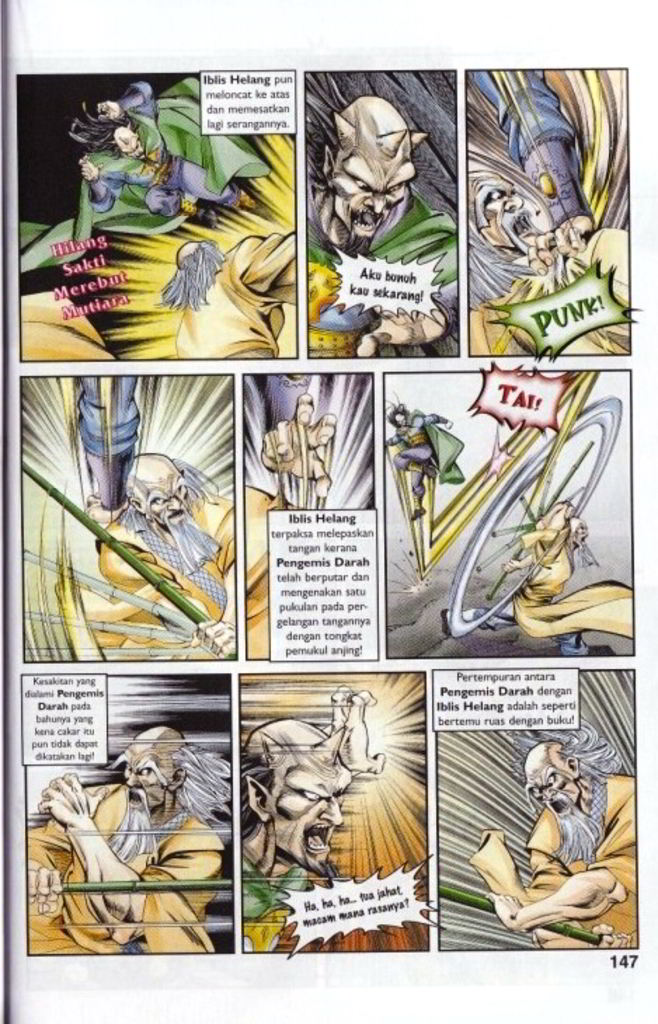 Iblis Helang pun
meloncat ke atas
dan memesatkan
lagi serangannya.
Hilang
Sakti
Merebut
Mutiara
Aku bunuh
kau sekarang!
PUNK!
Iblis Helang
terpaksa melepaskan
tangan kerana
Pengemis Darah
telah berputar dan
mengenakan satu
pukulan pada per-
gelangan tangannya
dengan tongkat
pemukul anjing!
TAI!
Kesakitan yang
dialami Pengemis
Darah pada
bahunya yang
kena cakar itu
pun tidak dapat
dikatakan lagi!
Ha, ha, ha... tua jahat
macam mana rasanya?
Pertempuran antara
Pengemis Darah dengan
Iblis Helang adalah seperti
bertemu ruas dengan buku!
147